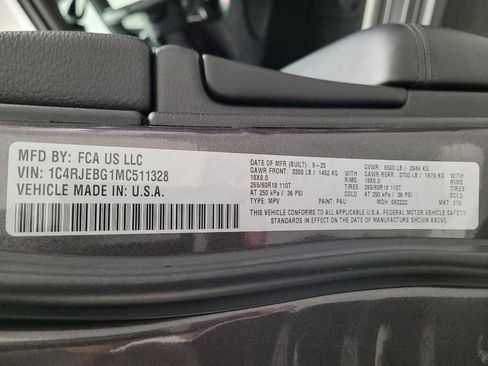 MFD BY: FCA US LLC
VIN: 1C4RJEBG1MC511328
VEHICLE MADE IN: U.S.A.
DATE OF MFR (BUILT): 9-20 GVWR: 6500 LB / 2949 KG
GAWR FRONT: 3200 LB / 1452 KG WITH GAWR REAR: 3700 LB / 1678 KG WITH
18X8.0 RIMS 18X8.0 RIMS
265/60R18 110T TIRES 265/60R18 110T TIRES
AT 250 kPa / 36 PSI COLD AT 250 kPa / 36 PSI COLD
TYPE: MPV PAINT: PAU MDH: 092222 MKT:
THIS VEHICLE CONFORMS TO ALL APPLICABLE U.S.A. FEDERAL MOTOR VEHICLE SAFETY
STANDARDS IN EFFECT ON THE DATE OF MANUFACTURE SHOWN ABOVE.